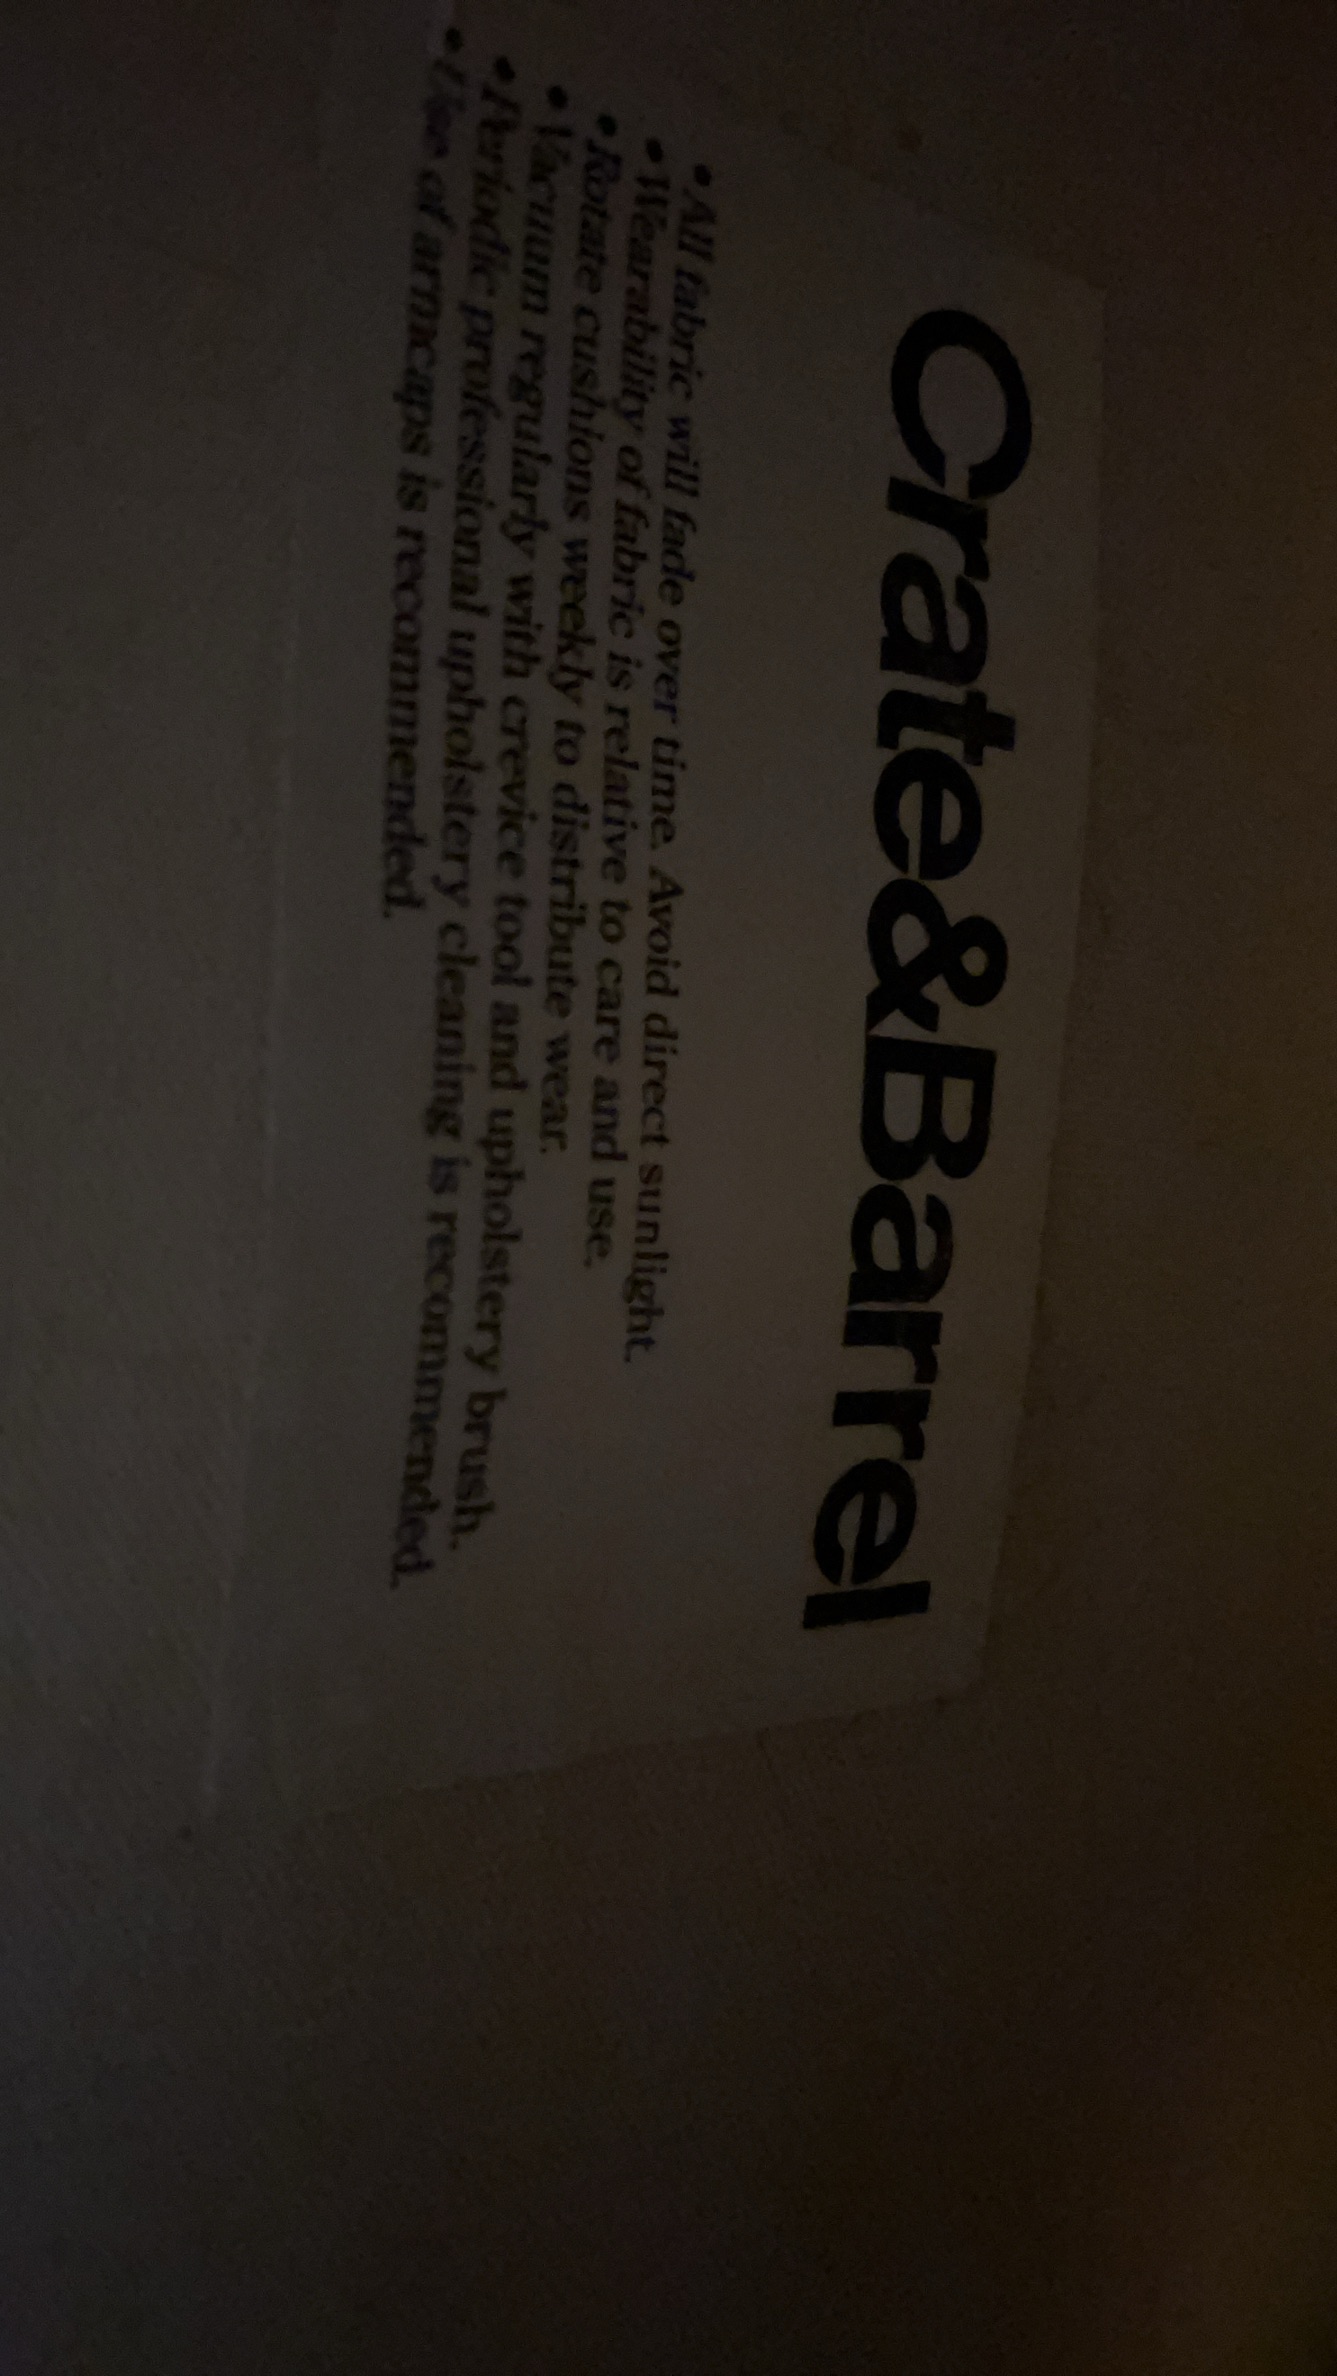 Crate&Barrel
• All fabric will fade over time. Avoid direct sunlight.
• Wearability of fabric is relative to care and use.
• Rotate cushions weekly to distribute wear.
• Vacuum regularly with crevice tool and upholstery brush.
• Periodic professional upholstery cleaning is recommended.
• Use of armcaps is recommended.